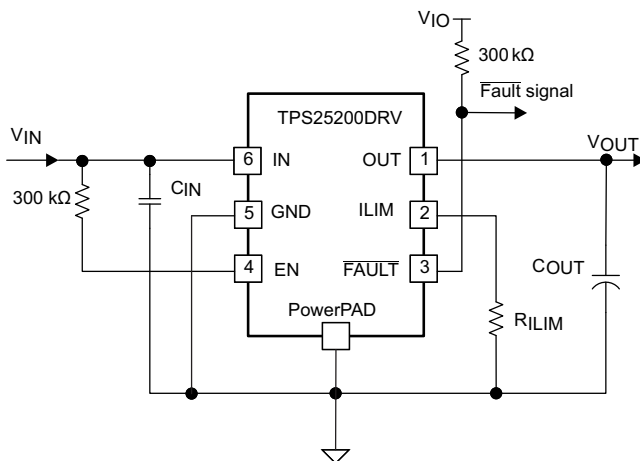 VIO
300 kΩ
Fault signal
TPS25200DRV
VIN
VOUT
6 IN
OUT 1
300 kΩ
CIN
5 GND
ILIM 2
4 EN
FAULT 3
COUT
PowerPAD
RILIM